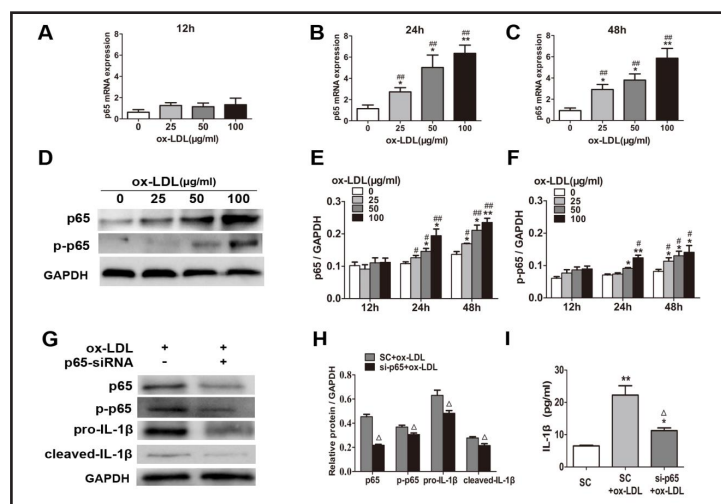 A
12h
p65 mRNA expression
8
6
4
2
0
0 25 50 100
ox-LDL(μg/ml)
B
24h
p65 mRNA expression
8
6
4
2
0
##
*
##
*
##
**
0 25 50 100
ox-LDL(μg/ml)
C
48h
p65 mRNA expression
8
6
4
2
0
##
*
##
*
##
**
0 25 50 100
ox-LDL(μg/ml)
D
ox-LDL(μg/ml)
0 25 50 100
p65
p-p65
GAPDH
E
ox-LDL(μg/ml)
0
25
50
100
p65 / GAPDH
0.3
0.2
0.1
0.0
#
*
#
*
##
*
##
*
##
*
##
**
12h 24h 48h
F
ox-LDL(μg/ml)
0
25
50
100
p-p65 / GAPDH
0.3
0.2
0.1
0.0
*
#
**
#
*
#
*
#
*
12h 24h 48h
G
ox-LDL + +
p65-siRNA - +
p65
p-p65
pro-IL-1β
cleaved-IL-1β
GAPDH
H
SC+ox-LDL
si-p65+ox-LDL
Relative protein / GAPDH
0.8
0.6
0.4
0.2
0.0
Δ
Δ
Δ
Δ
p65 p-p65 pro-IL-1β cleaved-IL-1β
I
IL-1β (pg/ml)
30
20
10
0
**
Δ
*
SC SC +ox-LDL si-p65 +ox-LDL